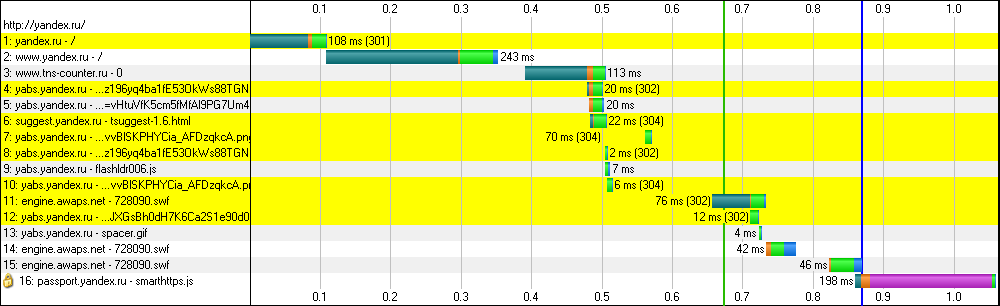 0.1 0.2 0.3 0.4 0.5 0.6 0.7 0.8 0.9 1.0
http://yandex.ru/
1: yandex.ru - / 108 ms (301)
2: www.yandex.ru - / 243 ms
3: www.tns-counter.ru - 0 113 ms
4: yabs.yandex.ru - ...z196yq4ba1fE53OkWs88TGN 20 ms (302)
5: yabs.yandex.ru - ...=vHtuVfK5cm5fMfAI9PG7Um4 20 ms
6: suggest.yandex.ru - tsuggest-1.6.html 22 ms (304)
7: yabs.yandex.ru - ...vvBISKPHYCia_AFDzqkcA.png 70 ms (304)
8: yabs.yandex.ru - ...z196yq4ba1fE53OkWs88TGN 2 ms (302)
9: yabs.yandex.ru - flashldr006.js 7 ms
10: yabs.yandex.ru - ...vvBISKPHYCia_AFDzqkcA.pn 6 ms (304)
11: engine.awaps.net - 728090.swf 76 ms (302)
12: yabs.yandex.ru - ...JXGsBh0dH7K6Ca2S1e90d0 12 ms (302)
13: yabs.yandex.ru - spacer.gif 4 ms
14: engine.awaps.net - 728090.swf 42 ms
15: engine.awaps.net - 728090.swf 46 ms
16: passport.yandex.ru - smarthttps.js 198 ms
0.1 0.2 0.3 0.4 0.5 0.6 0.7 0.8 0.9 1.0